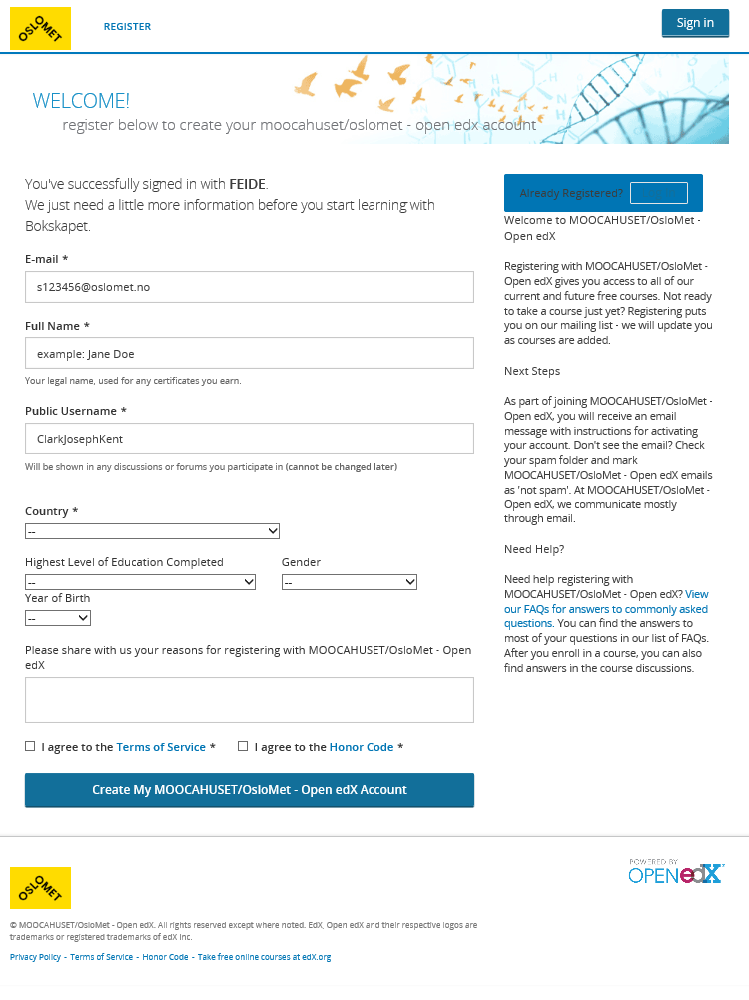 OSLOMET
REGISTER
Sign in
WELCOME!
register below to create your moocahuset/oslomet - open edx account
You've successfully signed in with FEIDE.
We just need a little more information before you start learning with
Bokskapet.
E-mail *
s123456@oslomet.no
Full Name *
example: Jane Doe
Your legal name, used for any certificates you earn.
Public Username *
ClarkJosephKent
Will be shown in any discussions or forums you participate in (cannot be changed later)
Country *
--
Highest Level of Education Completed
Gender
--
--
Year of Birth
--
Please share with us your reasons for registering with MOOCAHUSET/OsloMet - Open
edX
I agree to the Terms of Service *
I agree to the Honor Code *
Create My MOOCAHUSET/OsloMet - Open edX Account
Already Registered?
Welcome to MOOCAHUSET/OsloMet -
Open edX
Registering with MOOCAHUSET/OsloMet -
Open edX gives you access to all of our
current and future free courses. Not ready
to take a course just yet? Registering puts
you on our mailing list - we will update you
as courses are added.
Next Steps
As part of joining MOOCAHUSET/OsloMet -
Open edX, you will receive an email
message with instructions for activating
your account. Don't see the email? Check
your spam folder and mark
MOOCAHUSET/OsloMet - Open edX emails
as 'not spam'. At MOOCAHUSET/OsloMet -
Open edX, we communicate mostly
through email.
Need Help?
Need help registering with
MOOCAHUSET/OsloMet - Open edX? View
our FAQs for answers to commonly asked
questions. You can find the answers to
most of your questions in our list of FAQs.
After you enroll in a course, you can also
find answers in the course discussions.
OSLOMET
POWERED BY
OPEN edX
© MOOCAHUSET/OsloMet - Open edX. All rights reserved except where noted. EdX, Open edX and their respective logos are
trademarks or registered trademarks of edX Inc.
Privacy Policy - Terms of Service - Honor Code - Take free online courses at edX.org